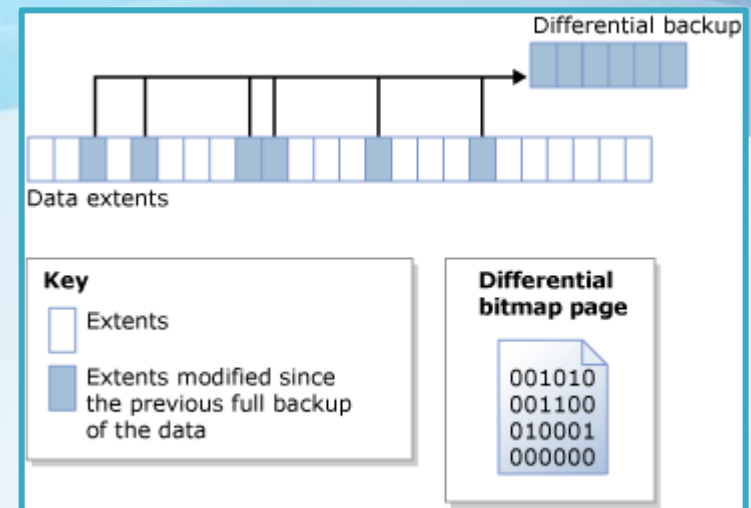 Differential backup
Data extents
Key
Extents
Extents modified since
the previous full backup
of the data
Differential
bitmap page
001010
001100
010001
000000